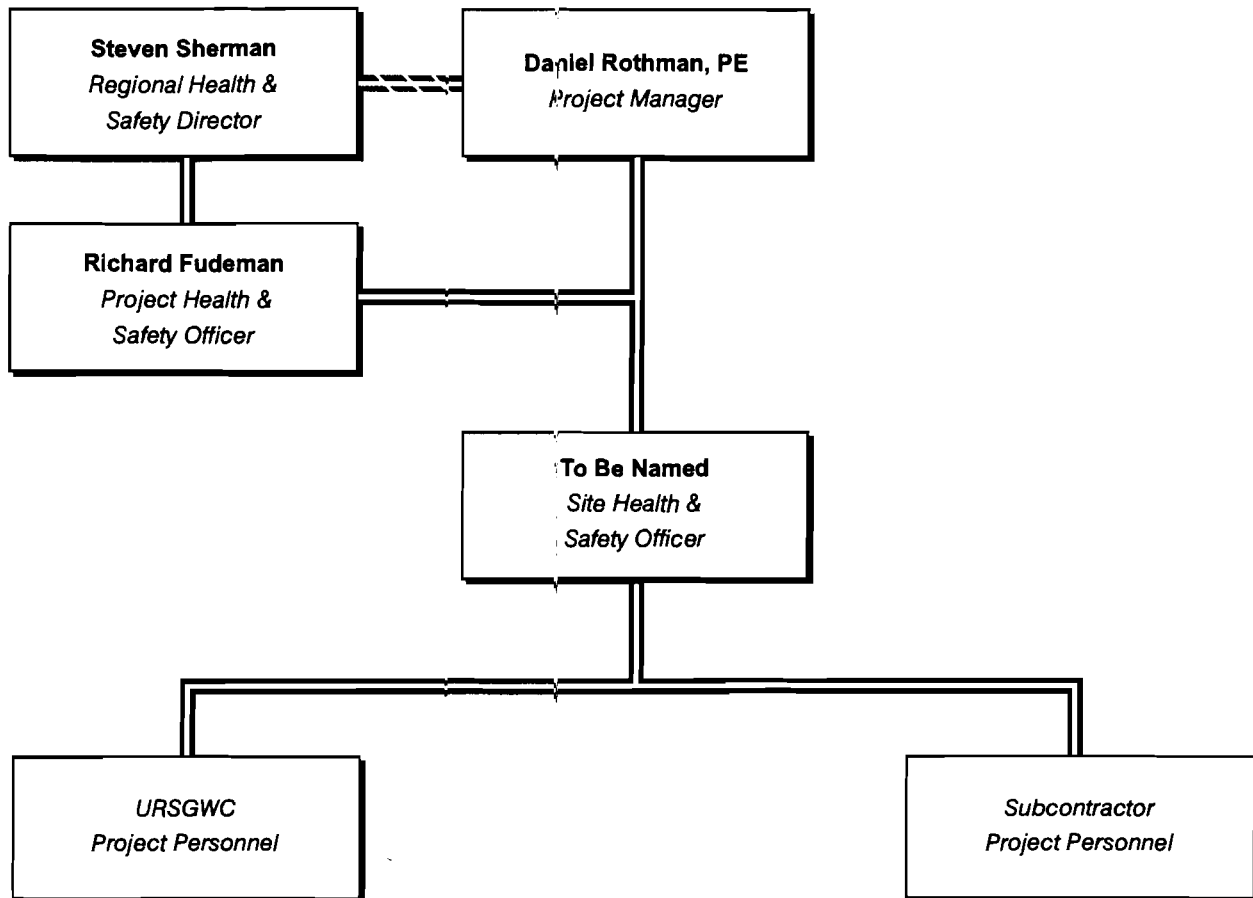 Steven Sherman
Regional Health &
Safety Director
Daniel Rothman, PE
Project Manager
Richard Fudeman
Project Health &
Safety Officer
To Be Named
Site Health &
Safety Officer
URSGWC
Project Personnel
Subcontractor
Project Personnel